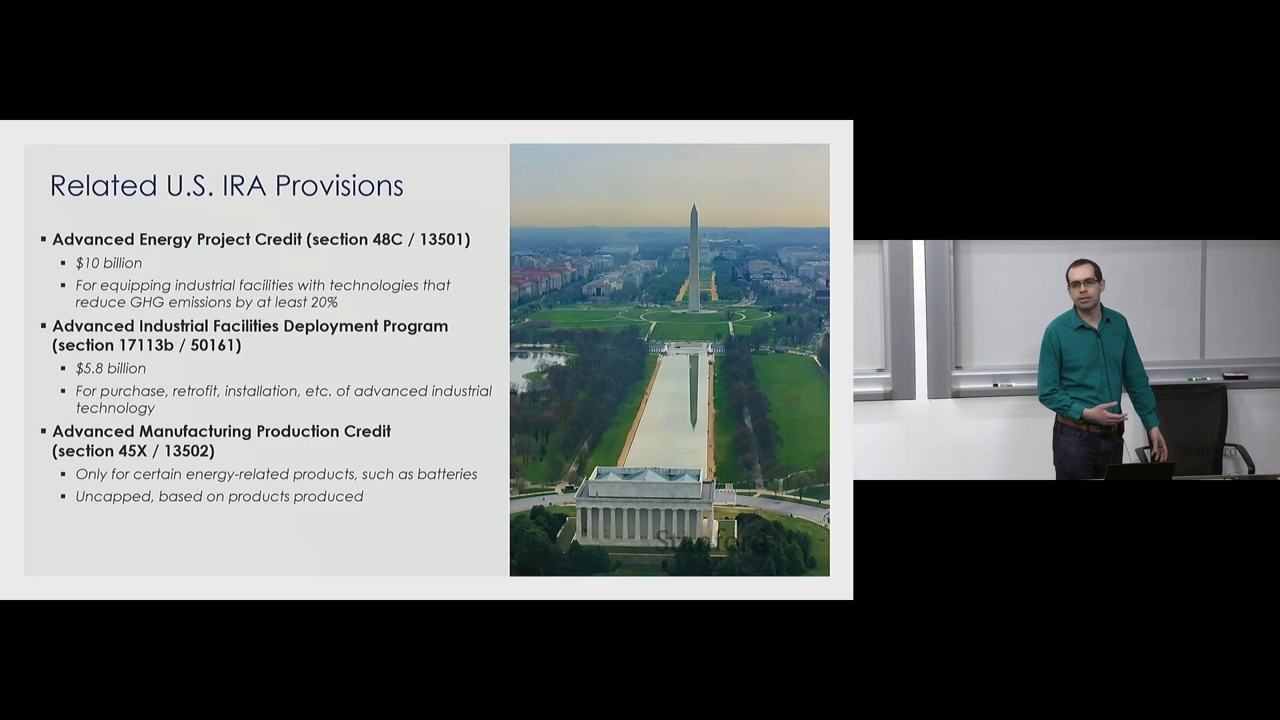 Related U.S. IRA Provisions
▪ Advanced Energy Project Credit (section 48C / 13501)
▪ $10 billion
▪ For equipping industrial facilities with technologies that
reduce GHG emissions by at least 20%
▪ Advanced Industrial Facilities Deployment Program
(section 17113b / 50161)
▪ $5.8 billion
▪ For purchase, retrofit, installation, etc. of advanced industrial
technology
▪ Advanced Manufacturing Production Credit
(section 45X / 13502)
▪ Only for certain energy-related products, such as batteries
▪ Uncapped, based on products produced
Stanford